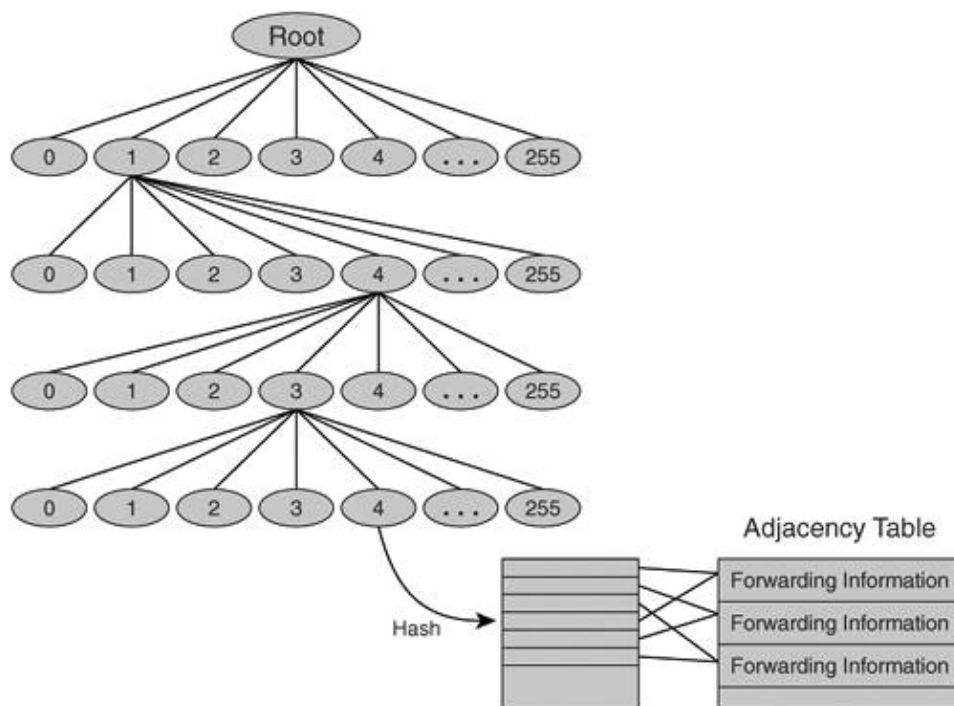 Root
0 1 2 3 4 ... 255
0 1 2 3 4 ... 255
0 1 2 3 4 ... 255
0 1 2 3 4 ... 255
Adjacency Table
Forwarding Information
Hash
Forwarding Information
Forwarding Information